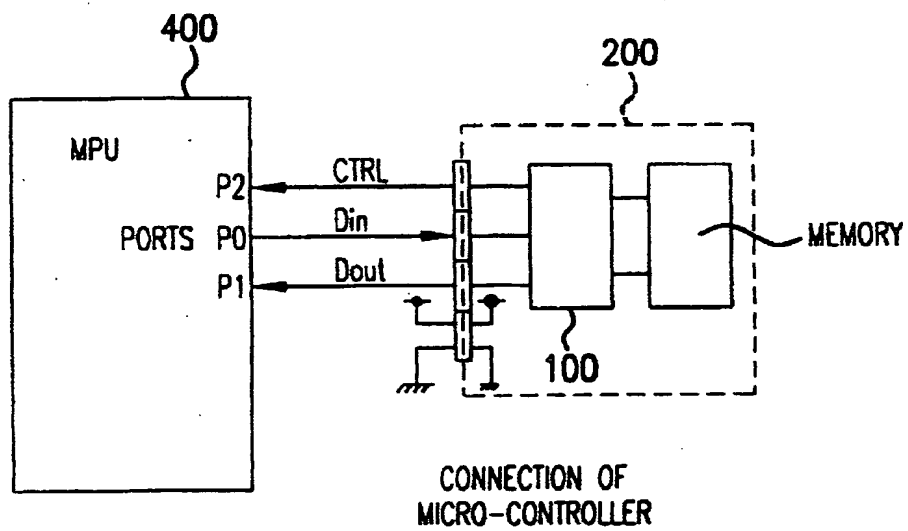 400
200
MPU
P2
CTRL
PORTS P0
Din
MEMORY
P1
Dout
100
CONNECTION OF
MICRO-CONTROLLER